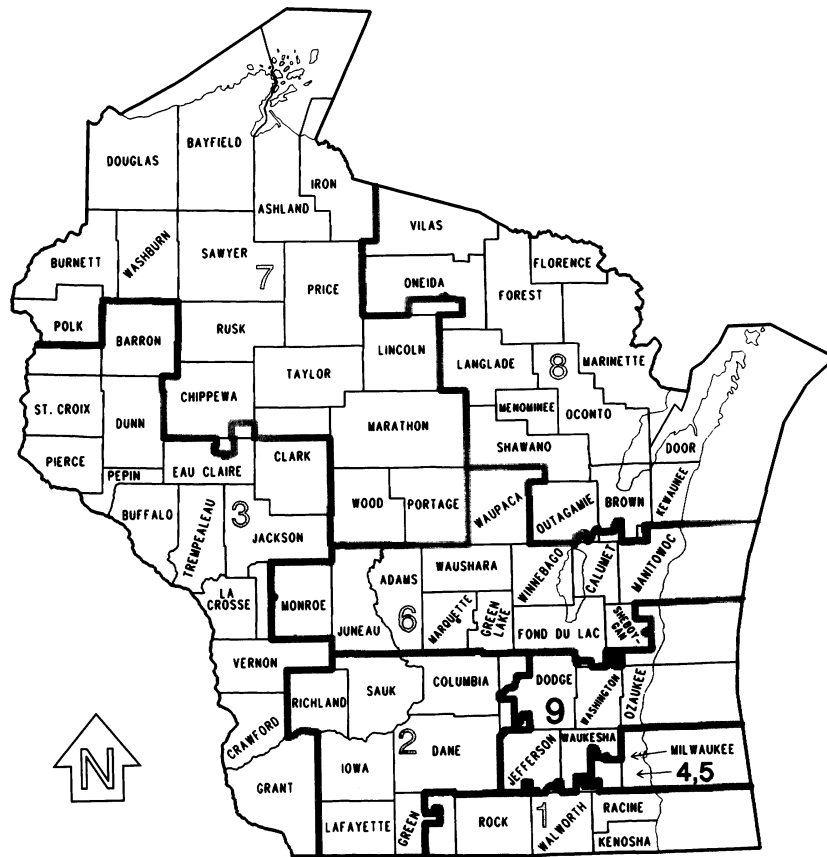 BAYFIELD
DOUGLAS
IRON
ASHLAND
VILAS
WASHBURN
SAWYER
BURNETT
FLORENCE
7
PRICE
ONEIDA
FOREST
POLK
RUSK
BARRON
LINCOLN
LANGLADE
8
MARINETTE
TAYLOR
CHIPPEWA
ST. CROIX
MENOMINEE
OCONTO
DUNN
MARATHON
SHAWANO
DOOR
CLARK
PIERCE
EAU CLAIRE
PEPIN
KEWAUNEE
WOOD
PORTAGE
WAUPACA
OUTAGAMIE
BROWN
BUFFALO
TREMPEALEAU
3
JACKSON
MANITOWOC
WINNEBAGO
CALUMET
WAUSHARA
ADAMS
LA
CROSSE
MONROE
6
MARQUETTE
GREEN
LAKE
SHEBOY-
GAN
JUNEAU
FOND DU LAC
VERNON
COLUMBIA
DODGE
WASHINGTON
OZAUKEE
SAUK
RICHLAND
9
CRAWFORD
2
DANE
JEFFERSON
WAUKESHA
MILWAUKEE
4,5
N
IOWA
GRANT
LAFAYETTE
GREEN
ROCK
1
WALWORTH
RACINE
KENOSHA